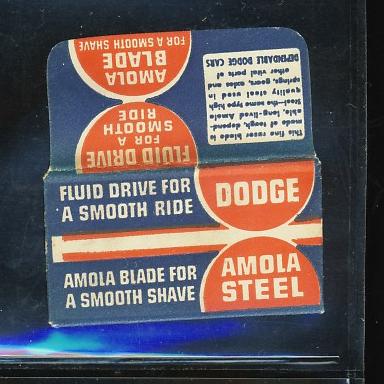 AMOLA
BLADE
FOR A SMOOTH SHAVE
FLUID DRIVE
FOR A
SMOOTH
RIDE
This fine razor blade is
made of tough, depend-
able, long-lived Amola
Steel—the same type high
quality steel used in
springs, gears, axles and
other vital parts of
DEPENDABLE DODGE CARS
FLUID DRIVE FOR
A SMOOTH RIDE
DODGE
AMOLA BLADE FOR
A SMOOTH SHAVE
AMOLA
STEEL